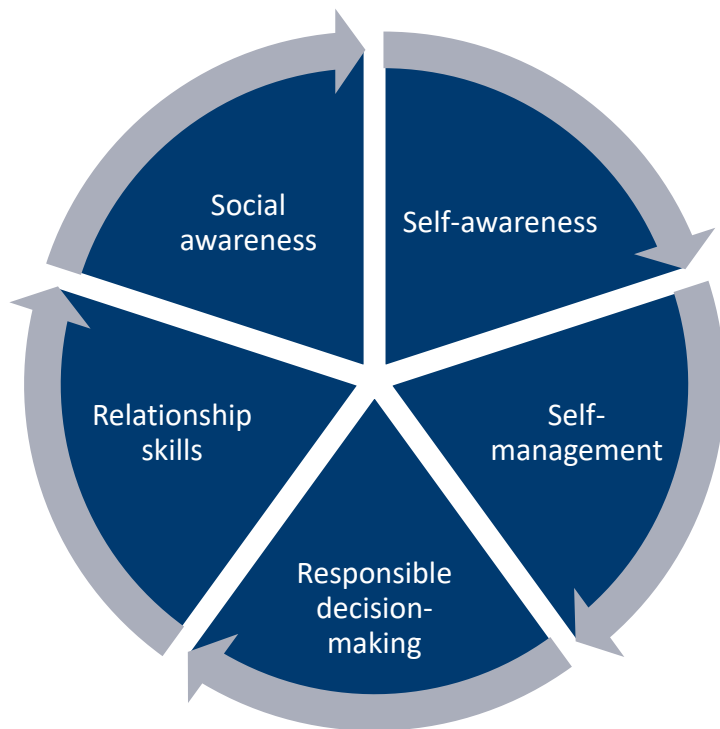 Social
awareness
Self-awareness
Relationship
skills
Self-
management
Responsible
decision-
making